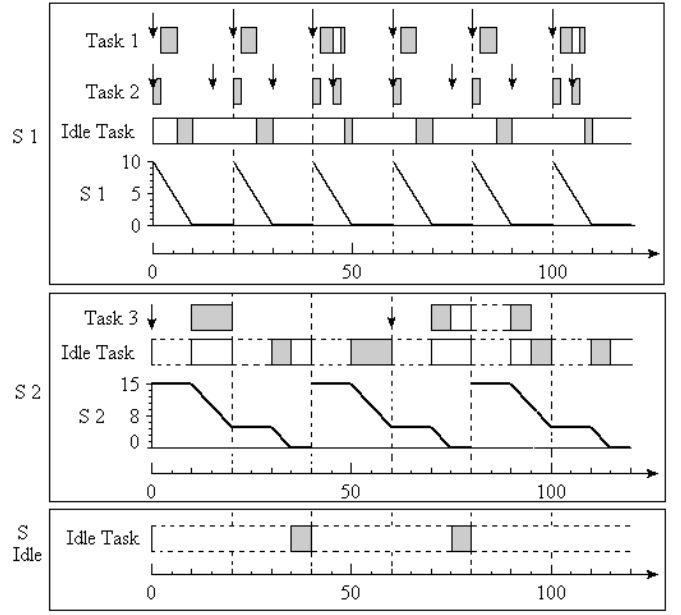 Task 1
Task 2
S 1
Idle Task
10
5
0
S 1
0 50 100
Task 3
Idle Task
S 2
15
8
0
S 2
0 50 100
S
Idle
Idle Task
0 50 100